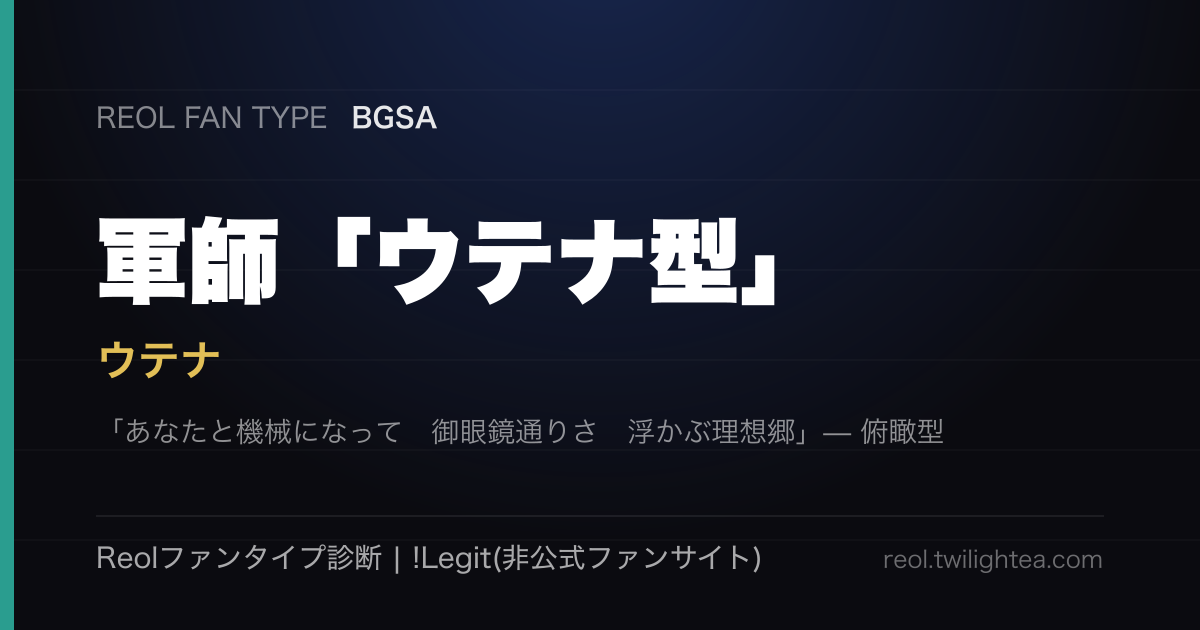 REOL FAN TYPE BGSA
軍師「ウテナ型」
ウテナ
「あなたと機械になって　御眼鏡通りさ　浮かぶ理想郷」— 俯瞰型
Reolファンタイプ診断 | !Legit(非公式ファンサイト)
reol.twilightea.com